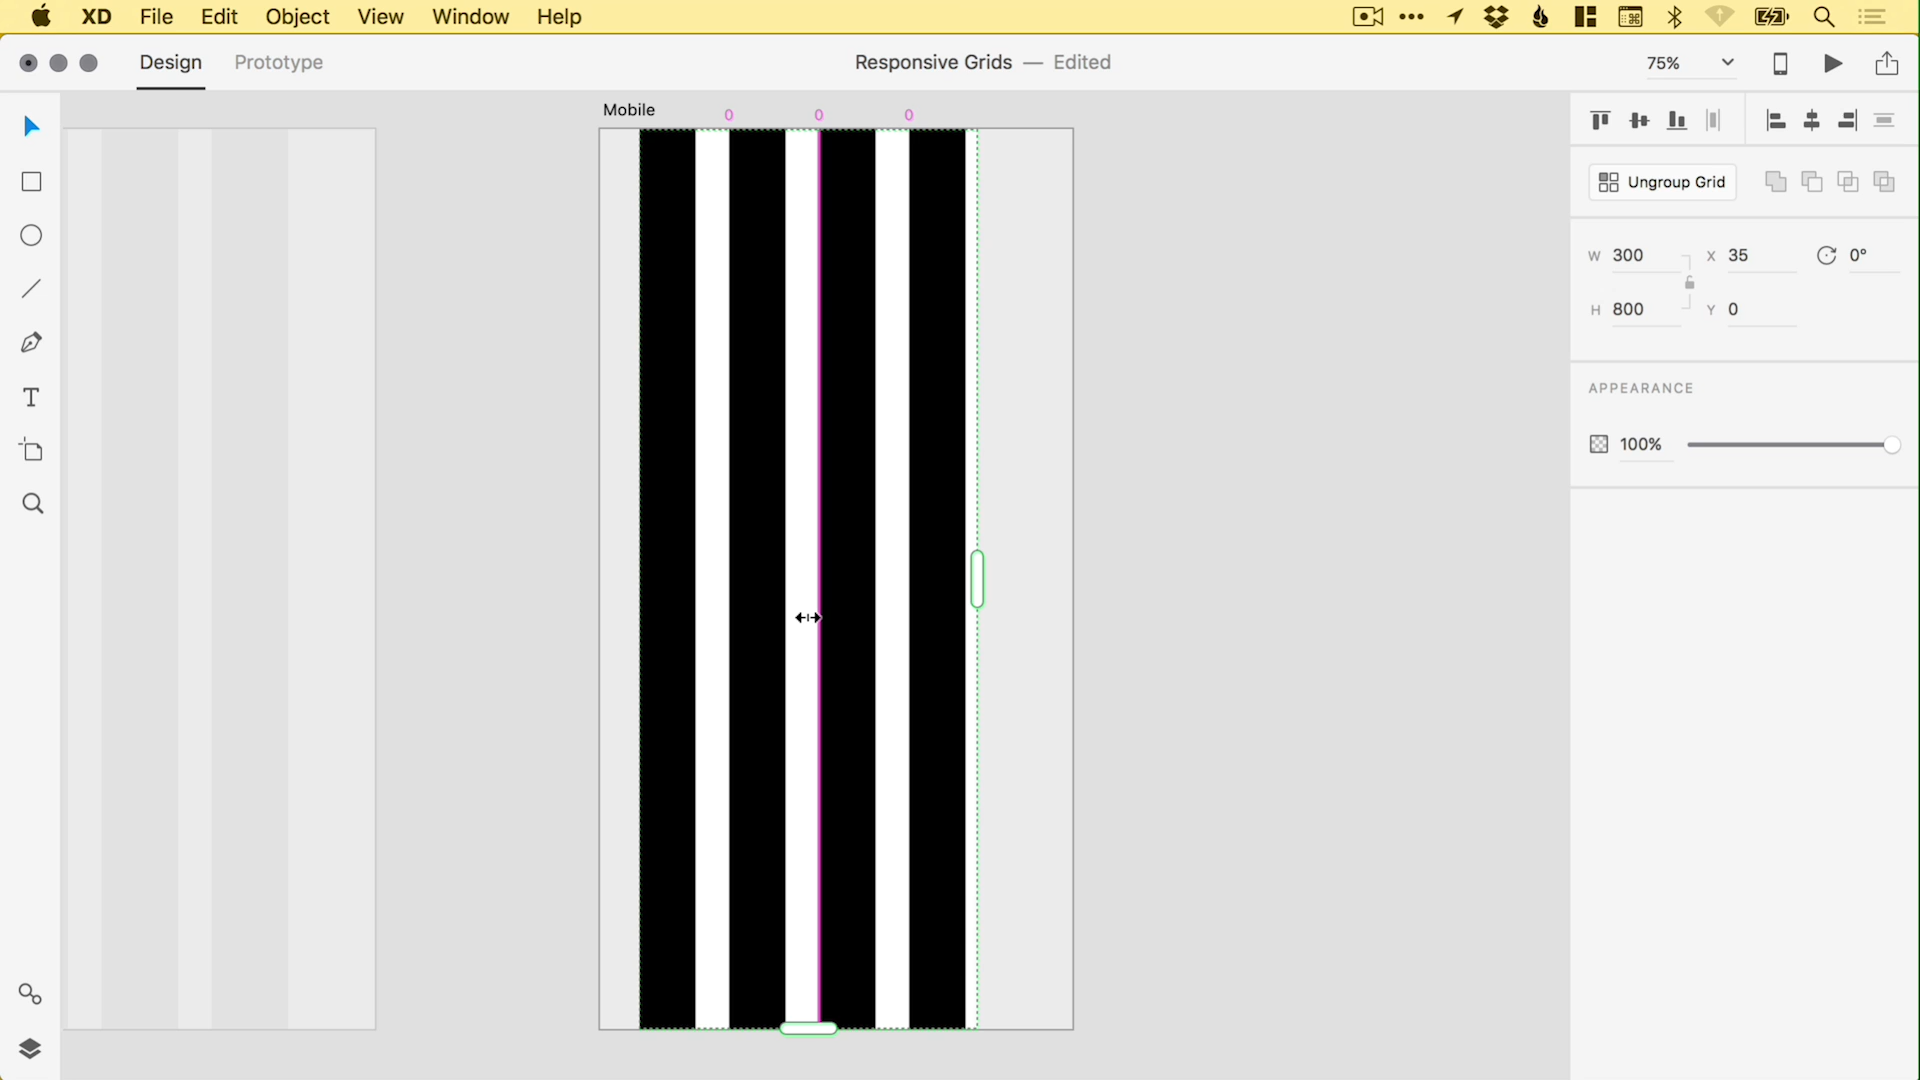 XD File Edit Object View Window Help
Design Prototype Responsive Grids — Edited 75%
Mobile 0 0 0
Ungroup Grid
W 300 X 35 0°
H 800 Y 0
APPEARANCE
100%